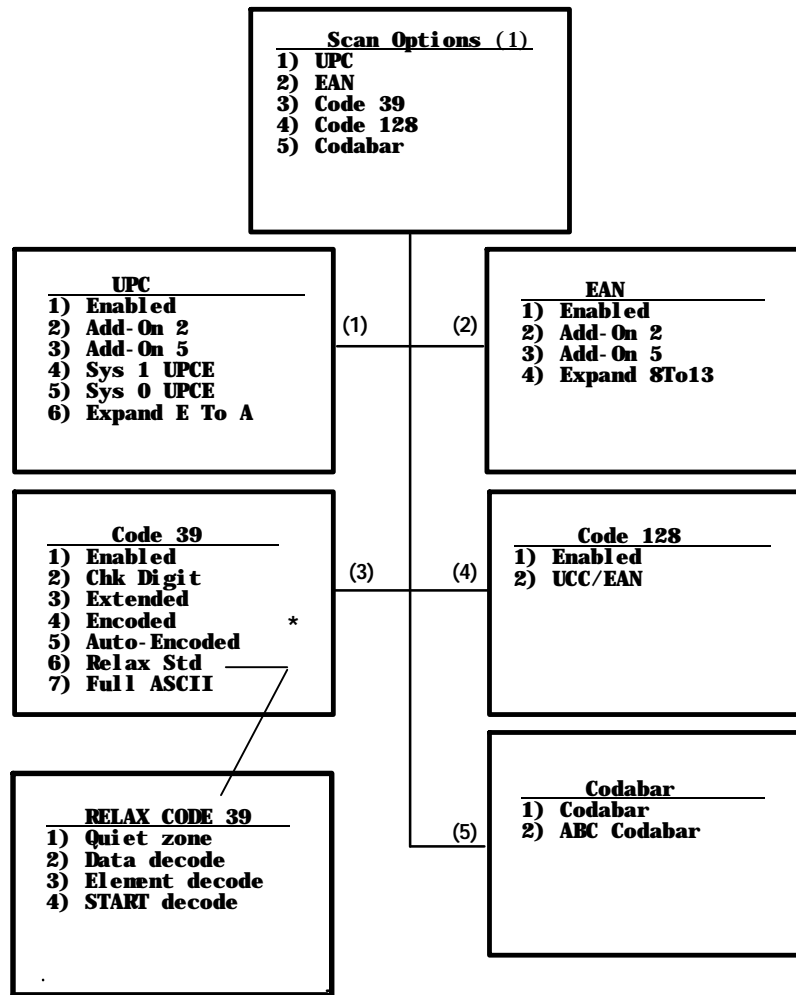 Scan Options (1)
1) UPC
2) EAN
3) Code 39
4) Code 128
5) Codabar
UPC
1) Enabled
2) Add-On 2
3) Add-On 5
4) Sys 1 UPCE
5) Sys 0 UPCE
6) Expand E To A
(1)
(2)
EAN
1) Enabled
2) Add-On 2
3) Add-On 5
4) Expand 8To13
Code 39
1) Enabled
2) Chk Digit
3) Extended
4) Encoded *
5) Auto-Encoded
6) Relax Std
7) Full ASCII
(3)
(4)
Code 128
1) Enabled
2) UCC/EAN
RELAX CODE 39
1) Quiet zone
2) Data decode
3) Element decode
4) START decode
(5)
Codabar
1) Codabar
2) ABC Codabar